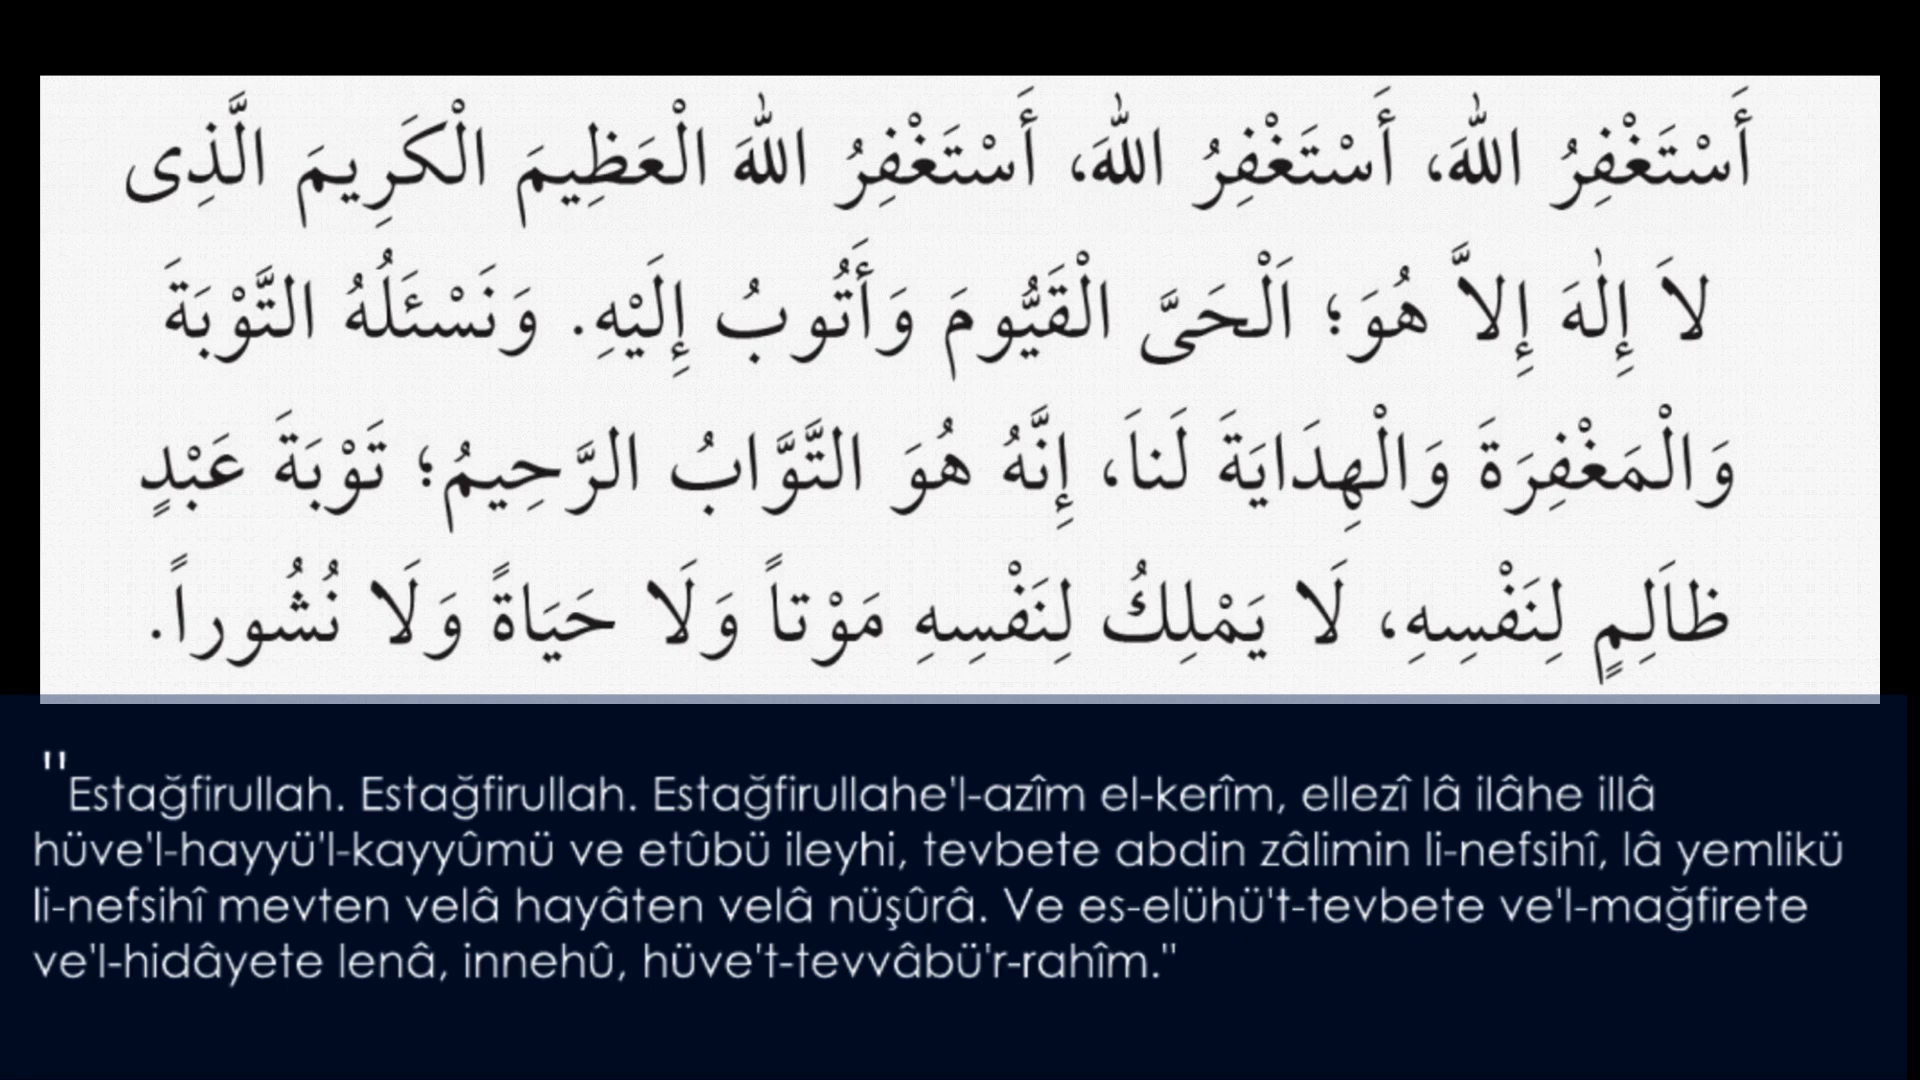 أَسْتَغْفِرُ اللّٰهَ، أَسْتَغْفِرُ اللّٰهَ، أَسْتَغْفِرُ اللّٰهَ الْعَظِيمَ الْكَرِيمَ الَّذِى
لاَ إِلٰهَ إِلاَّ هُوَ؛ اَلْحَىَّ الْقَيُّومَ وَأَتُوبُ إِلَيْهِ. وَنَسْئَلُهُ التَّوْبَةَ
وَالْمَغْفِرَةَ وَالْهِدَايَةَ لَناَ، إِنَّهُ هُوَ التَّوَّابُ الرَّحِيمُ؛ تَوْبَةَ عَبْدٍ
ظاَلِمٍ لِنَفْسِهِ، لَا يَمْلِكُ لِنَفْسِهِ مَوْتاً وَلَا حَيَاةً وَلَا نُشُوراً.
"Estağfirullah. Estağfirullah. Estağfirullahe'l-azîm el-kerîm, ellezî lâ ilâhe illâ
hüve'l-hayyü'l-kayyûmü ve etûbü ileyhi, tevbete abdin zâlimin li-nefsihî, lâ yemlikü
li-nefsihî mevten velâ hayâten velâ nüşûrâ. Ve es-elühü't-tevbete ve'l-mağfirete
ve'l-hidâyete lenâ, innehû, hüve't-tevvâbü'r-rahîm."